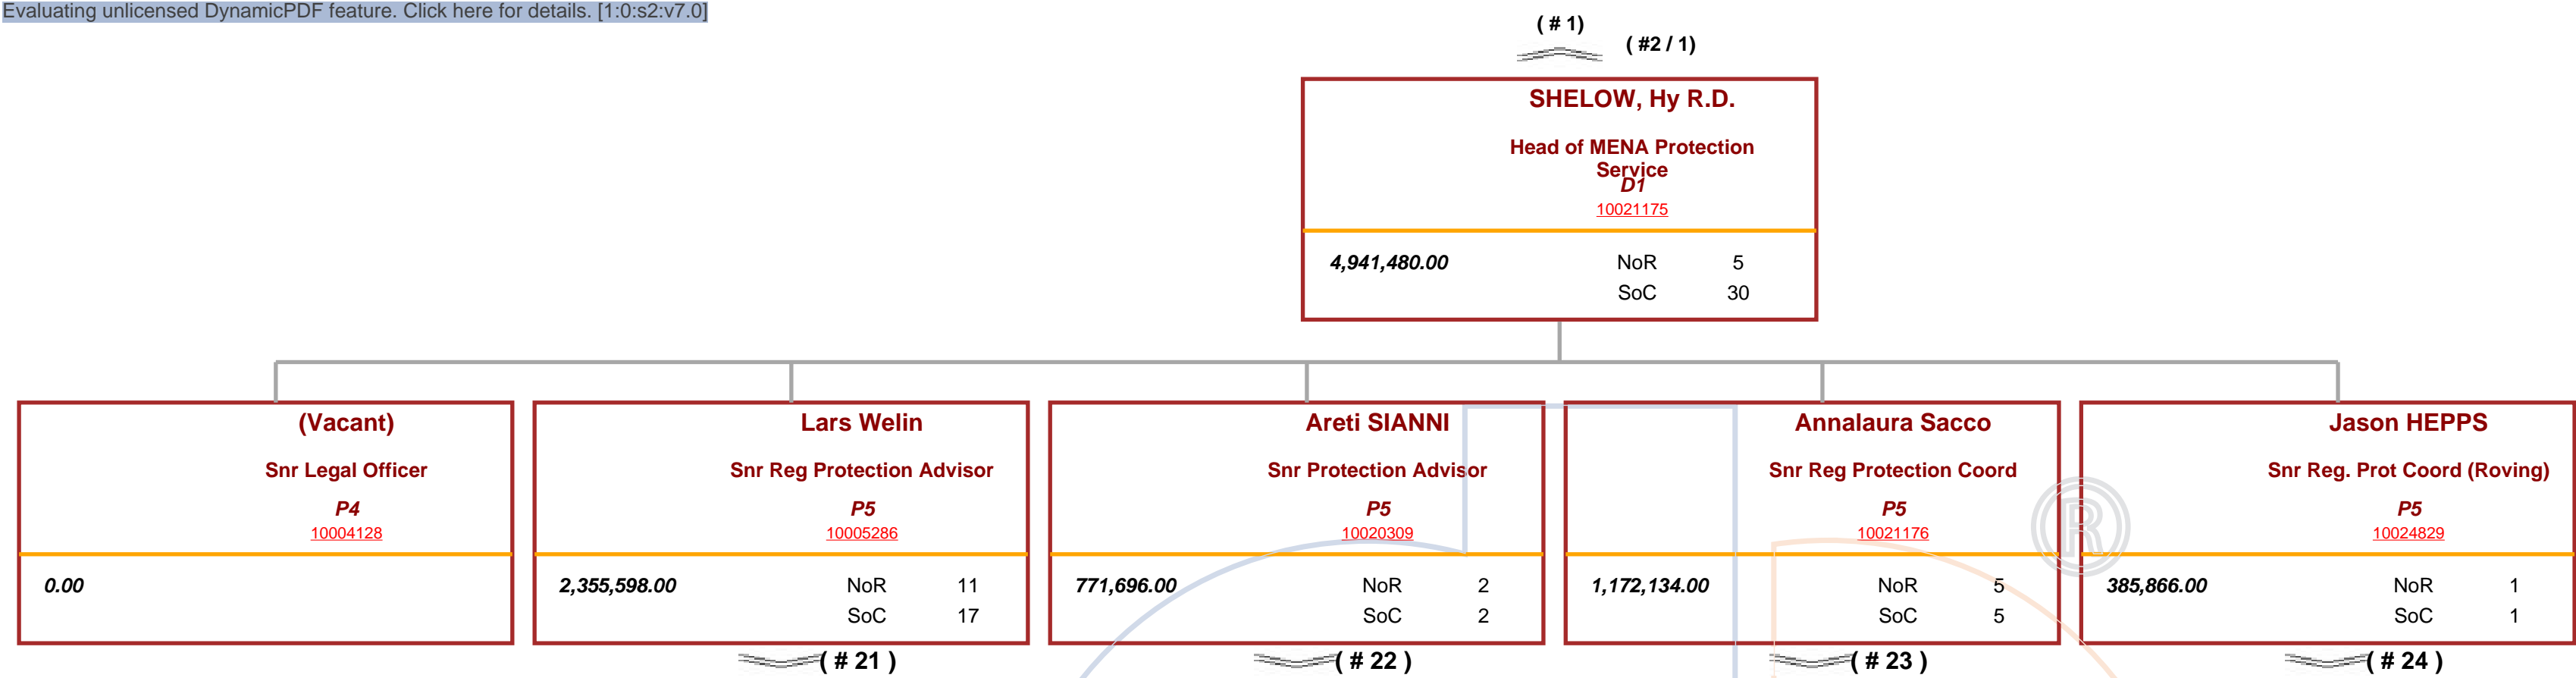 Evaluating unlicensed DynamicPDF feature. Click here for details. [1:0:s2:v7.0]
( # 1)
( #2 / 1)
SHELOW, Hy R.D.
Head of MENA Protection
Service
D1
10021175
4,941,480.00 NoR 5
SoC 30
(Vacant)
Snr Legal Officer
P4
10004128
0.00
Lars Welin
Snr Reg Protection Advisor
P5
10005286
2,355,598.00 NoR 11
SoC 17
( # 21 )
Areti SIANNI
Snr Protection Advisor
P5
10020309
771,696.00 NoR 2
SoC 2
( # 22 )
Annalaura Sacco
Snr Reg Protection Coord
P5
10021176
1,172,134.00 NoR 5
SoC 5
( # 23 )
Jason HEPPS
Snr Reg. Prot Coord (Roving)
P5
10024829
385,866.00 NoR 1
SoC 1
( # 24 )
®